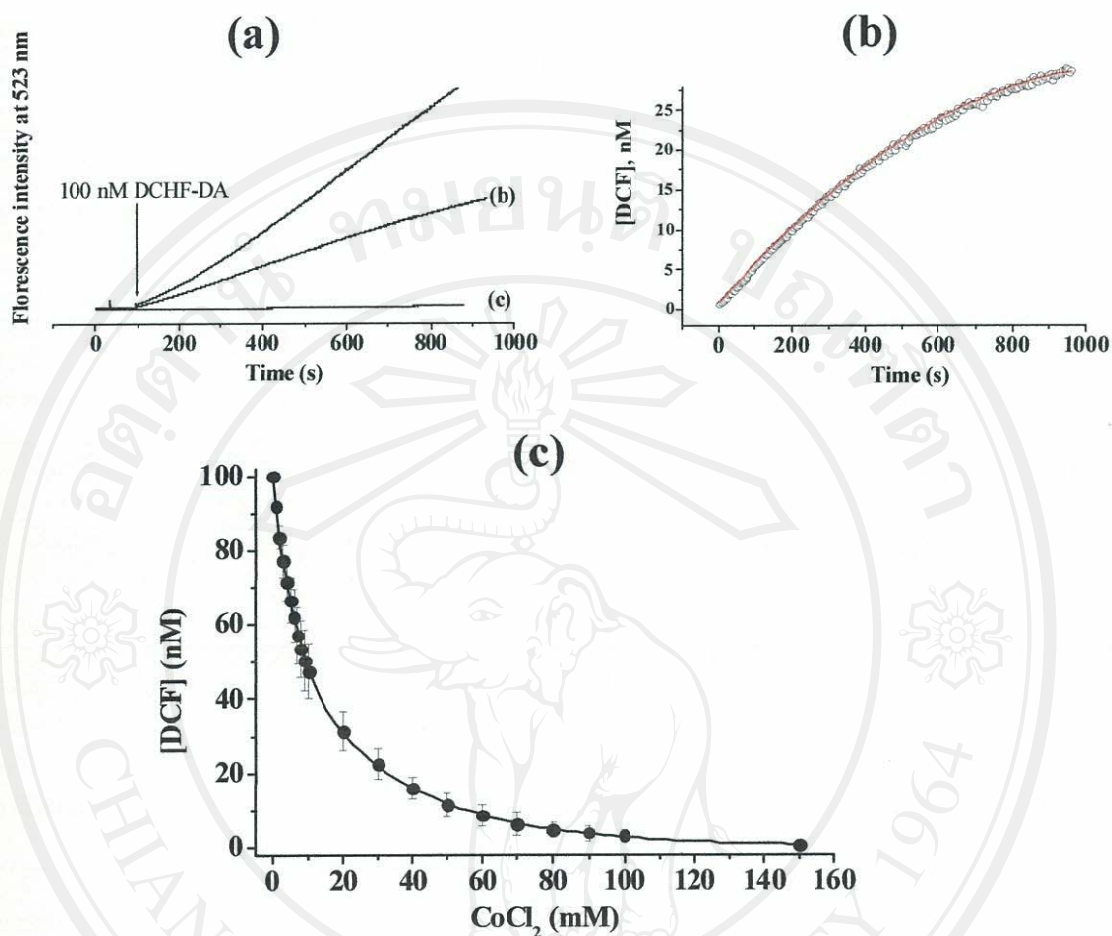 (a)
Florescence intensity at 523 nm
100 nM DCHF-DA
(b)
(c)
0 200 400 600 800 1000
Time (s)
(b)
[DCF], nM
25
20
15
10
5
0
0 200 400 600 800 1000
Time (s)
(c)
[DCF] (nM)
100
80
60
40
20
0
0 20 40 60 80 100 120 140 160
CoCl₂ (mM)
1964